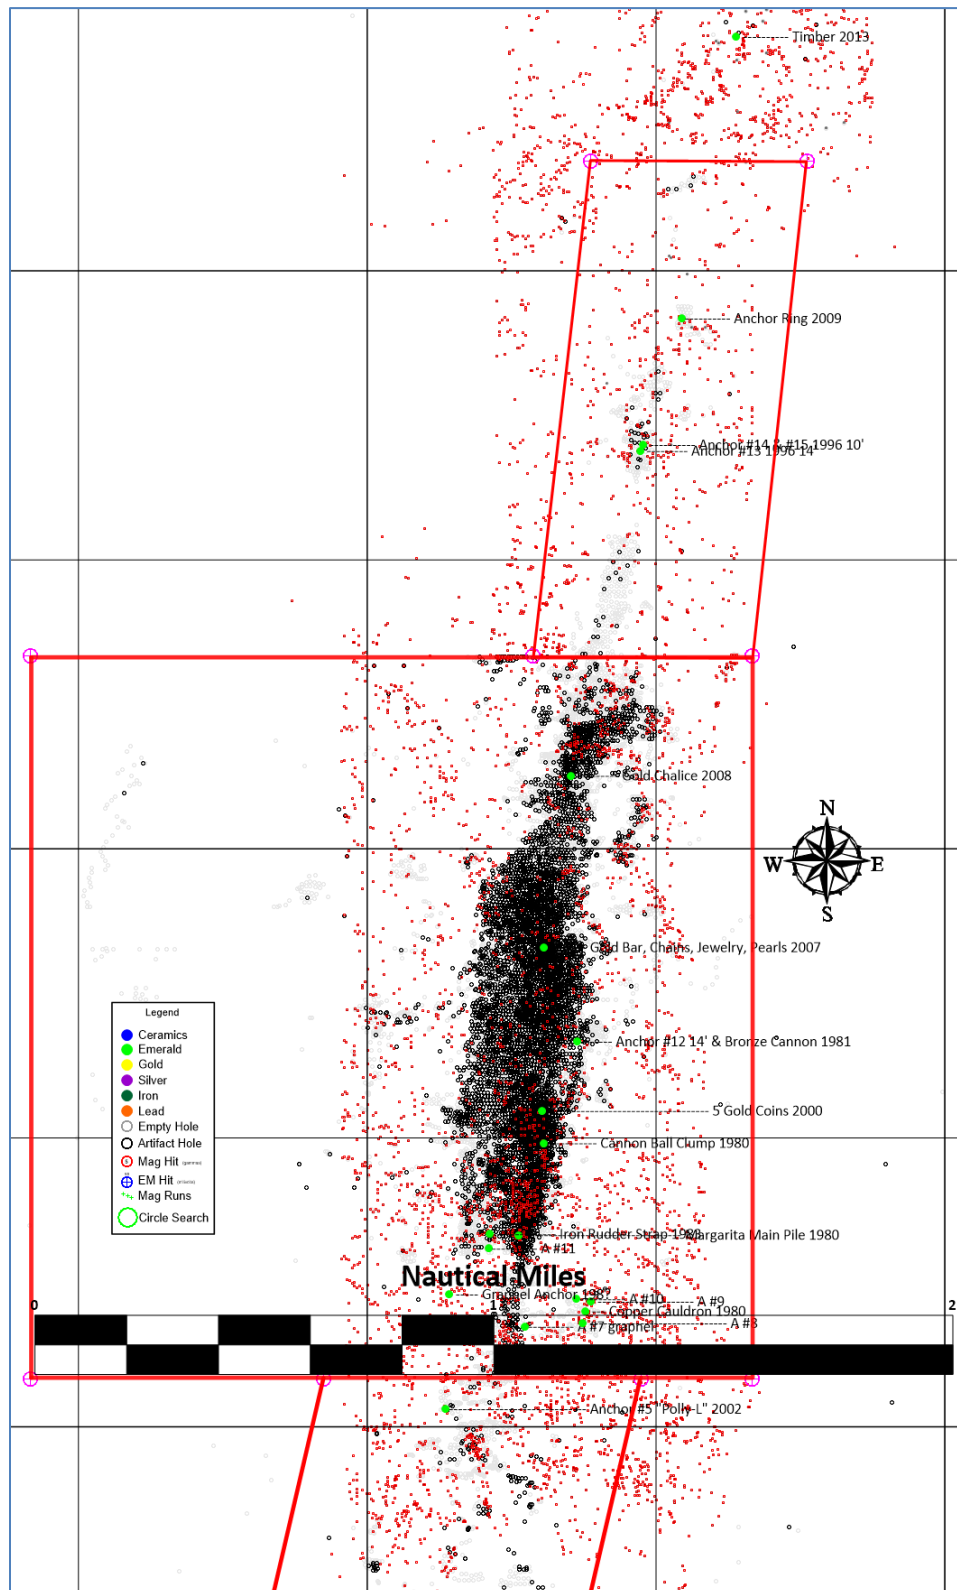 Timber 2013
Anchor Ring 2009
Anchor #14 & #15 1996 10'
Anchor #13 1996 14'
Gold Chalice 2008
N
W E
S
Gold Bar, Chains, Jewelry, Pearls 2007
Legend
Ceramics
Emerald
Gold
Silver
Iron
Lead
Empty Hole
Artifact Hole
Mag Hit
EM Hit
Mag Runs
Circle Search
Anchor #12 14' & Bronze Cannon 1981
5 Gold Coins 2000
Cannon Ball Clump 1980
Iron Rudder Strap
Margarita Main Pile 1980
A #11
Nautical Miles
Grapnel Anchor
A #10
A #9
Copper Cauldron 1980
A #8
A #7 grapnel
0 1 2
Anchor #5 "Polly-L" 2002